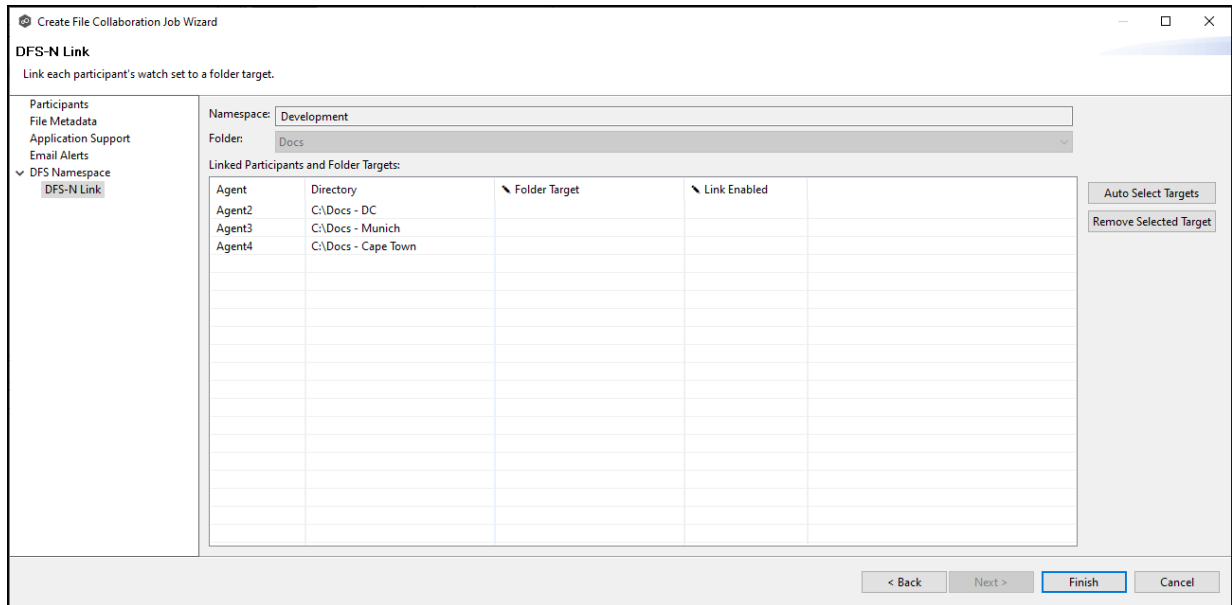 Create File Collaboration Job Wizard
DFS-N Link
Link each participant's watch set to a folder target.
Participants
File Metadata
Application Support
Email Alerts
DFS Namespace
DFS-N Link
Namespace: Development
Folder: Docs
Linked Participants and Folder Targets:
Agent Directory Folder Target Link Enabled
Agent2 C:\Docs - DC
Agent3 C:\Docs - Munich
Agent4 C:\Docs - Cape Town
Auto Select Targets
Remove Selected Target
< Back Next > Finish Cancel